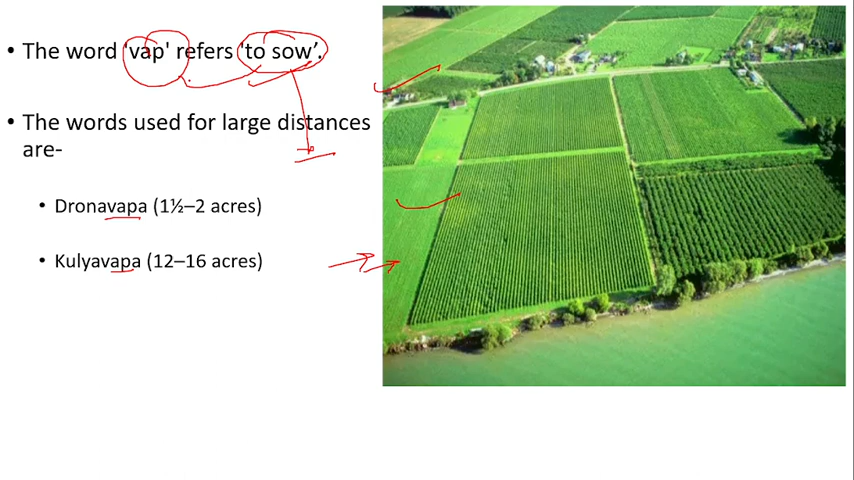 • The word 'vap' refers 'to sow'.
• The words used for large distances
are-
• Dronavapa (1½–2 acres)
• Kulyavapa (12–16 acres)